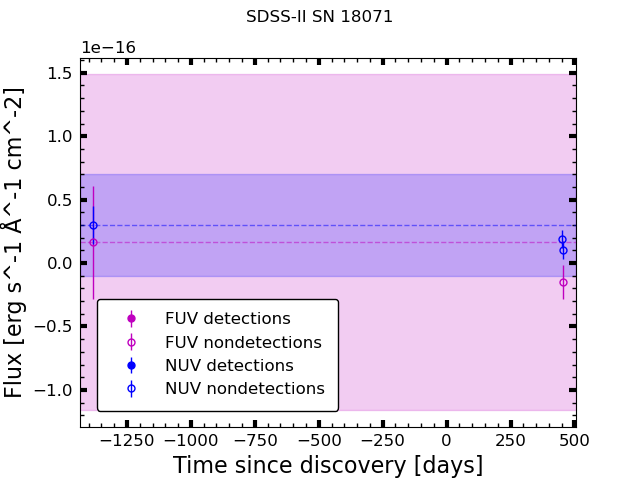 SDSS-II SN 18071
1e−16
1.5
1.0
0.5
0.0
−0.5
−1.0
Flux [erg s^-1 Å^-1 cm^-2]
FUV detections
FUV nondetections
NUV detections
NUV nondetections
−1250 −1000 −750 −500 −250 0 250 500
Time since discovery [days]